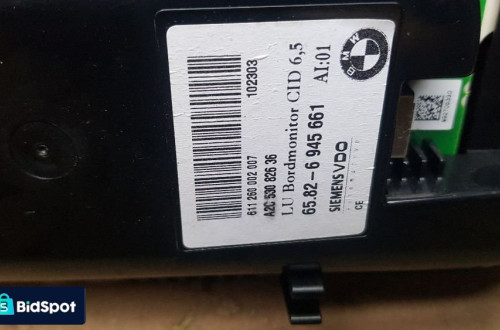 BMW
AI:01
LU Bordmonitor CID 6,5
65.82-6 945 661
SIEMENS VDO
CE
A2C 530 826 36
611 260 002 007
102303
BidSpot